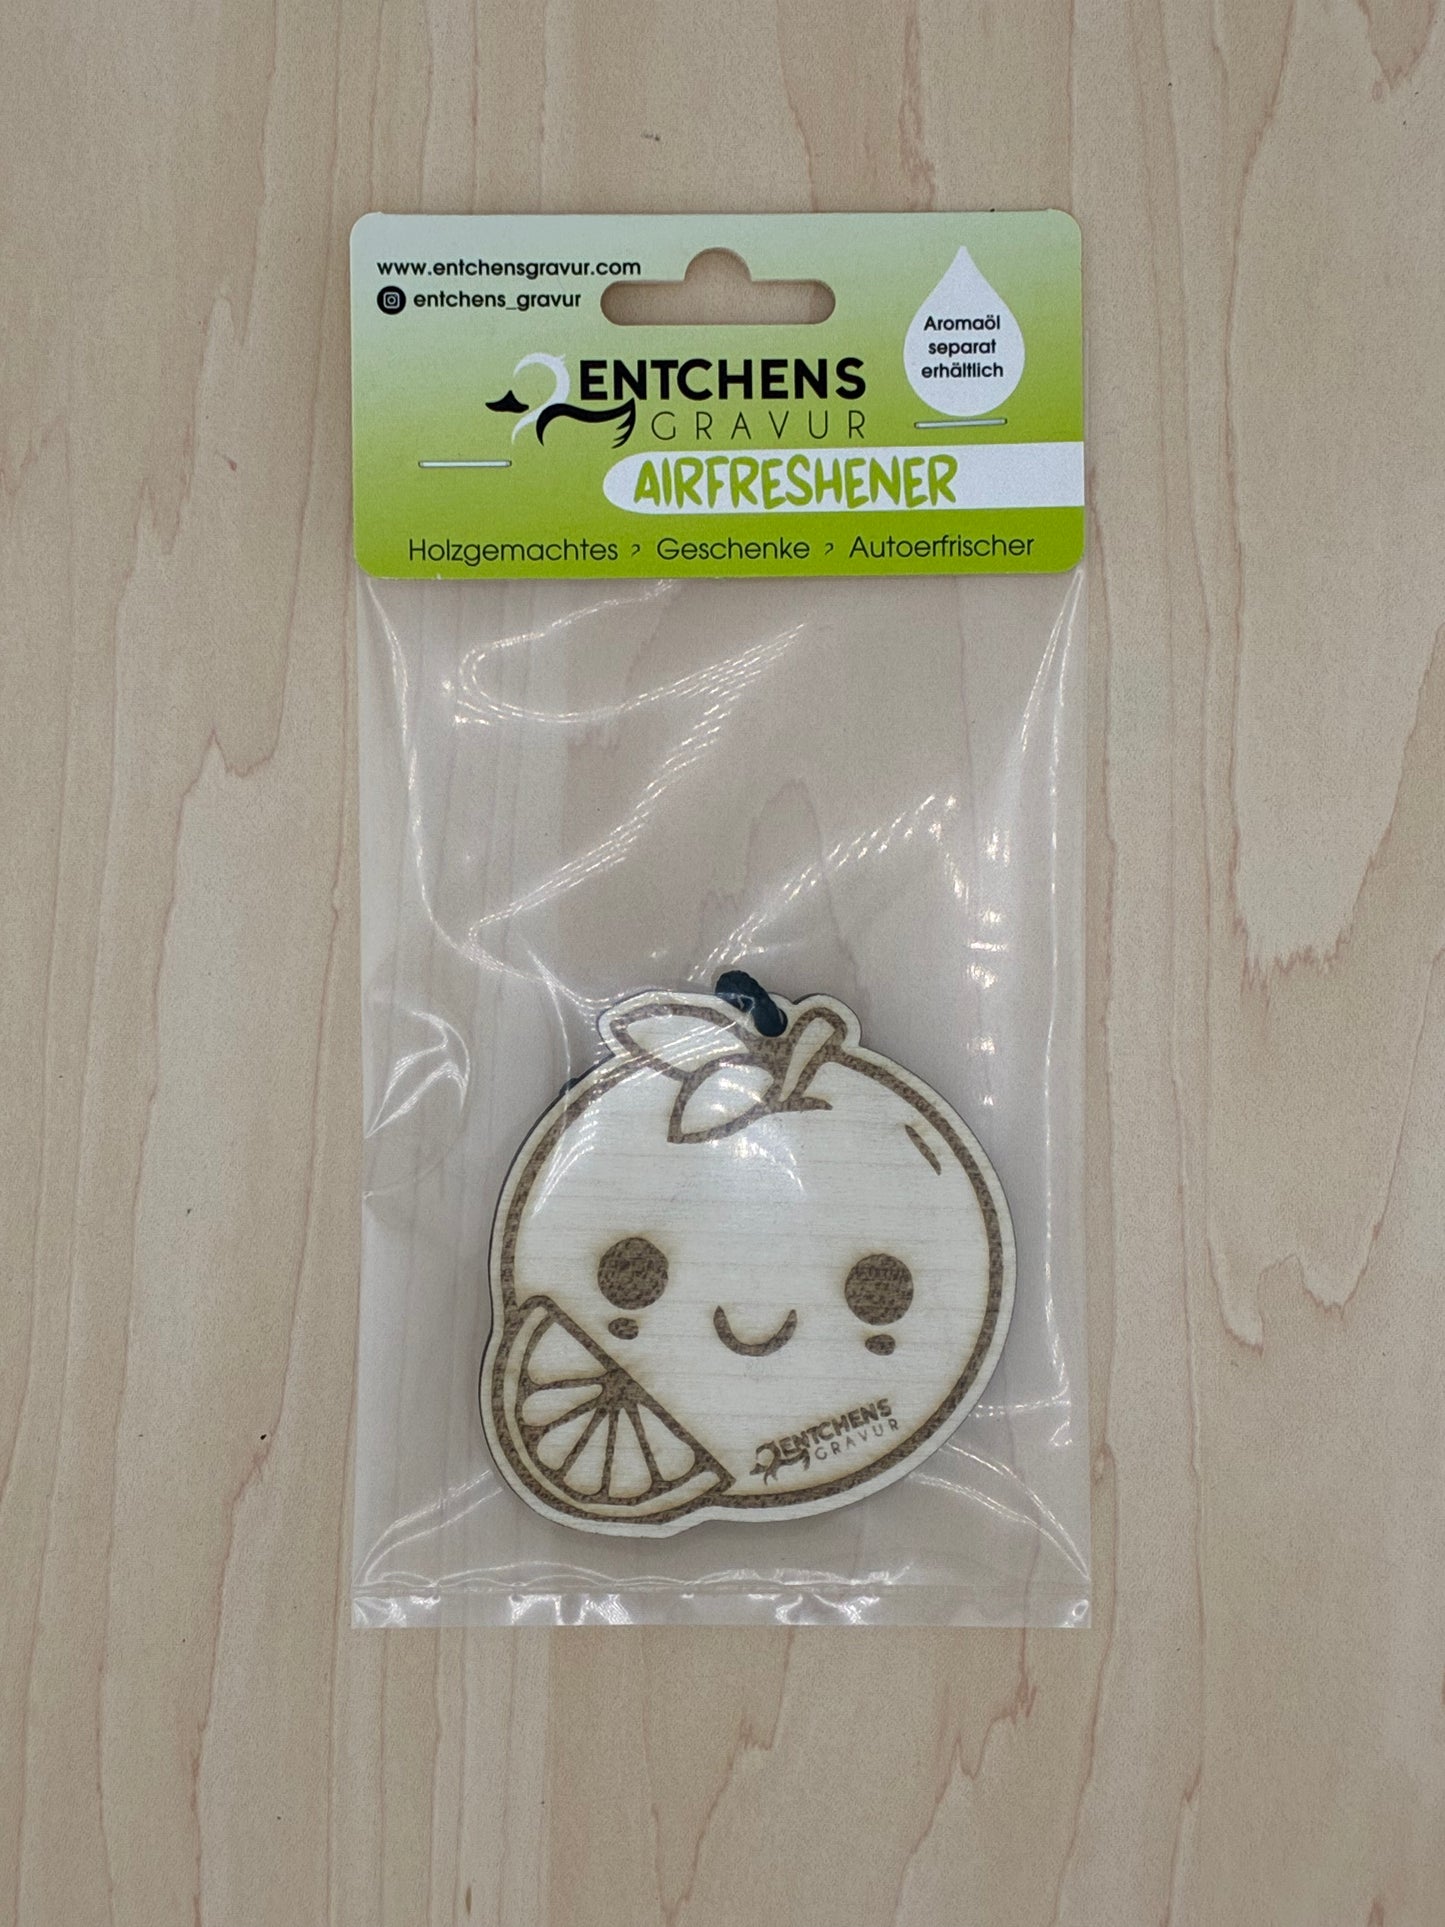 www.entchensgravur.com
entchens_gravur
Aromaöl
separat
erhältlich
ENTCHENS
GRAVUR
AIRFRESHENER
Holzgemachtes › Geschenke › Autoerfrischer
ENTCHENS
GRAVUR